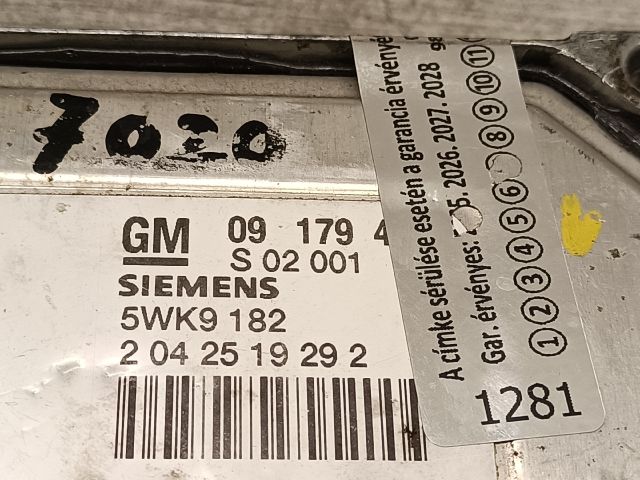 7020
GM 09 179 4
S 02 001
SIEMENS
5WK9 182
2 04 25 19 29 2
A címke sérülése esetén a garancia érvényé
Gar. érvényes: 5. 2026. 2027. 2028
1 2 3 4 5 6 8 9 10 11
1281